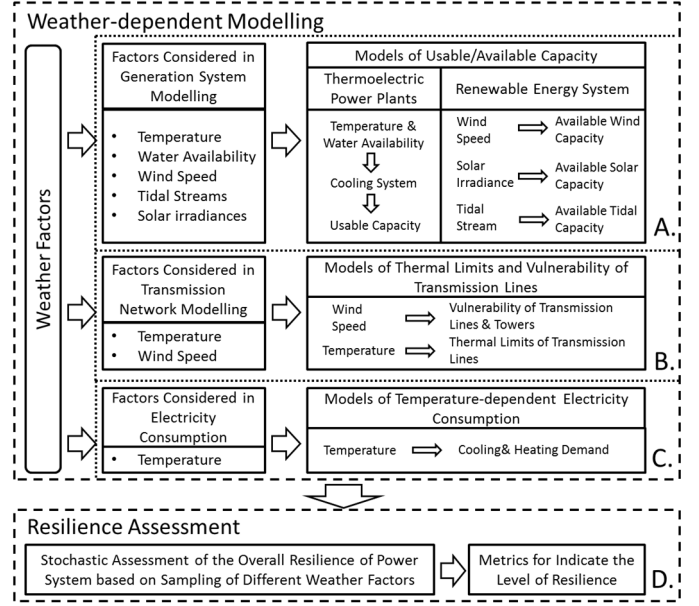 Weather-dependent Modelling
Weather Factors
Factors Considered in
Generation System
Modelling
• Temperature
• Water Availability
• Wind Speed
• Tidal Streams
• Solar irradiances
Models of Usable/Available Capacity
Thermoelectric
Power Plants
Temperature &
Water Availability
Cooling System
Usable Capacity
Renewable Energy System
Wind
Speed
Available Wind
Capacity
Solar
Irradiance
Available Solar
Capacity
Tidal
Stream
Available Tidal
Capacity
A.
Factors Considered in
Transmission
Network Modelling
• Temperature
• Wind Speed
Models of Thermal Limits and Vulnerability of
Transmission Lines
Wind
Speed
Vulnerability of Transmission
Lines & Towers
Temperature
Thermal Limits of Transmission
Lines
B.
Factors Considered in
Electricity
Consumption
• Temperature
Models of Temperature-dependent Electricity
Consumption
Temperature
Cooling& Heating Demand
C.
Resilience Assessment
Stochastic Assessment of the Overall Resilience of Power
System based on Sampling of Different Weather Factors
Metrics for Indicate the
Level of Resilience
D.